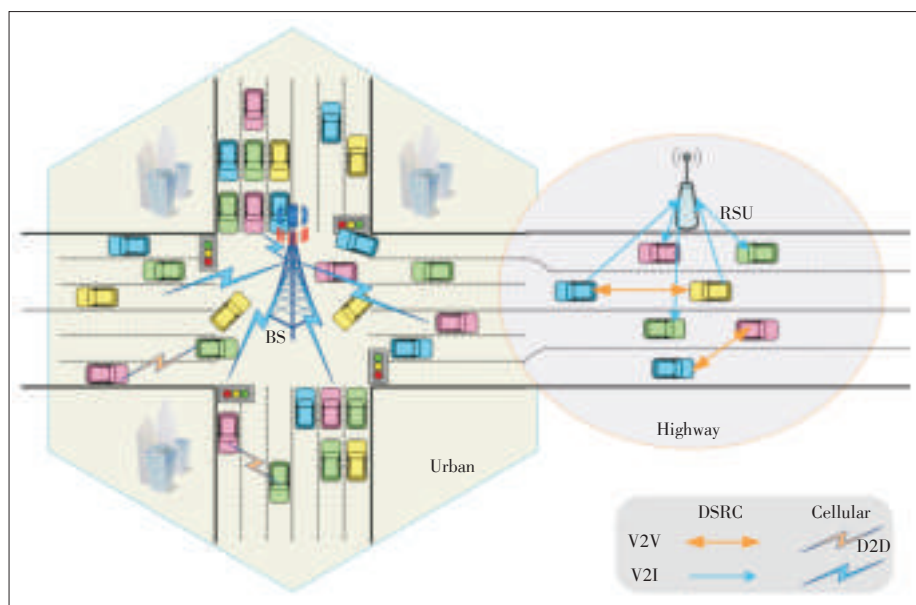 RSU
BS
Highway
Urban
DSRC
Cellular
V2V
D2D
V2I